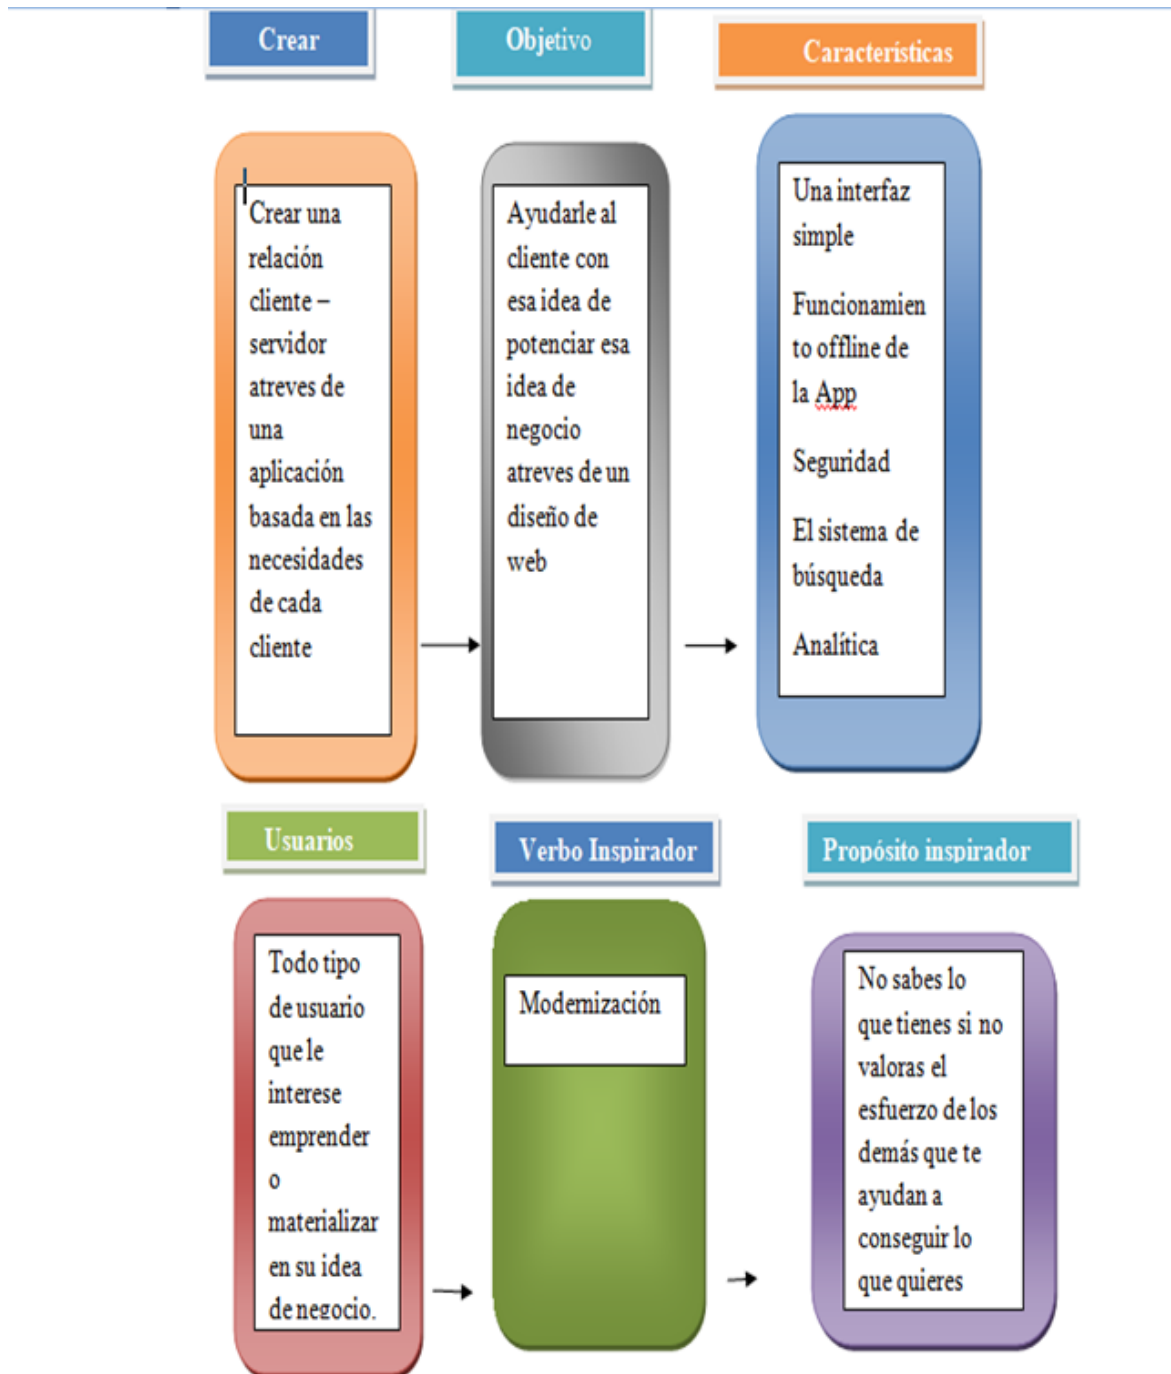 Crear
Objetivo
Características
Crear una
relación
cliente –
servidor
atreves de
una
aplicación
basada en las
necesidades
de cada
cliente
Ayudarle al
cliente con
esa idea de
potenciar esa
idea de
negocio
atreves de un
diseño de
web
Una interfaz
simple
Funcionamien
to offline de
la App
Seguridad
El sistema de
búsqueda
Analítica
Usuarios
Verbo Inspirador
Propósito inspirador
Todo tipo
de usuario
que le
interese
emprender
o
materializar
en su idea
de negocio.
Modernización
No sabes lo
que tienes si no
valoras el
esfuerzo de los
demás que te
ayudan a
conseguir lo
que quieres